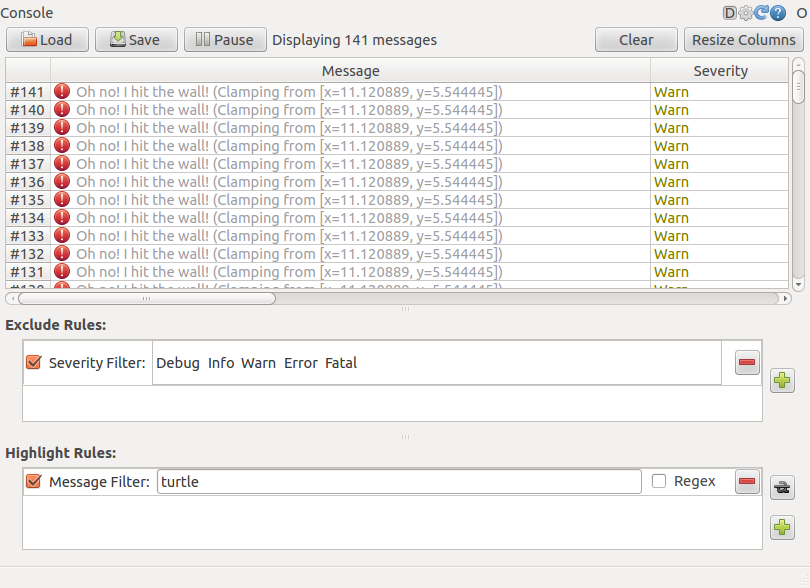 Console D ? O
Load Save Pause Displaying 141 messages Clear Resize Columns
Message Severity
#141 Oh no! I hit the wall! (Clamping from [x=11.120889, y=5.544445]) Warn
#140 Oh no! I hit the wall! (Clamping from [x=11.120889, y=5.544445]) Warn
#139 Oh no! I hit the wall! (Clamping from [x=11.120889, y=5.544445]) Warn
#138 Oh no! I hit the wall! (Clamping from [x=11.120889, y=5.544445]) Warn
#137 Oh no! I hit the wall! (Clamping from [x=11.120889, y=5.544445]) Warn
#136 Oh no! I hit the wall! (Clamping from [x=11.120889, y=5.544445]) Warn
#135 Oh no! I hit the wall! (Clamping from [x=11.120889, y=5.544445]) Warn
#134 Oh no! I hit the wall! (Clamping from [x=11.120889, y=5.544445]) Warn
#133 Oh no! I hit the wall! (Clamping from [x=11.120889, y=5.544445]) Warn
#132 Oh no! I hit the wall! (Clamping from [x=11.120889, y=5.544445]) Warn
#131 Oh no! I hit the wall! (Clamping from [x=11.120889, y=5.544445]) Warn
Exclude Rules:
Severity Filter: Debug Info Warn Error Fatal
Highlight Rules:
Message Filter: turtle Regex